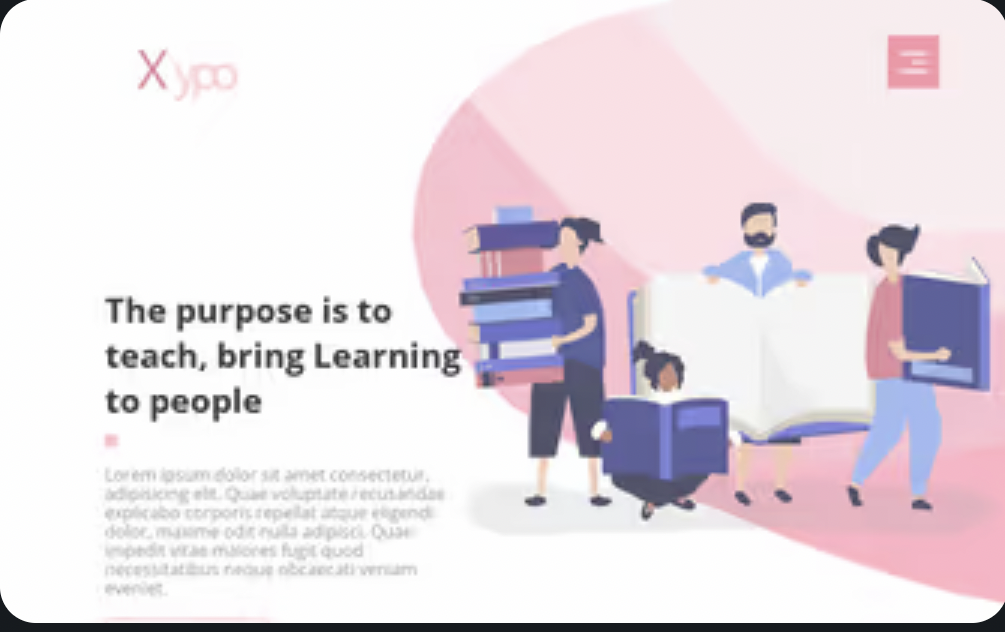 Xypo
The purpose is to
teach, bring Learning
to people
Lorem ipsum dolor sit amet consectetur,
adipisicing elit. Quae voluptate recusandae
explicabo corporis repellat atque eligendi
dolor, maxime odit nulla adipisci. Quae
impedit vitae maiores fugit quod
necessitatibus neque obcaecati veniam
eveniet.